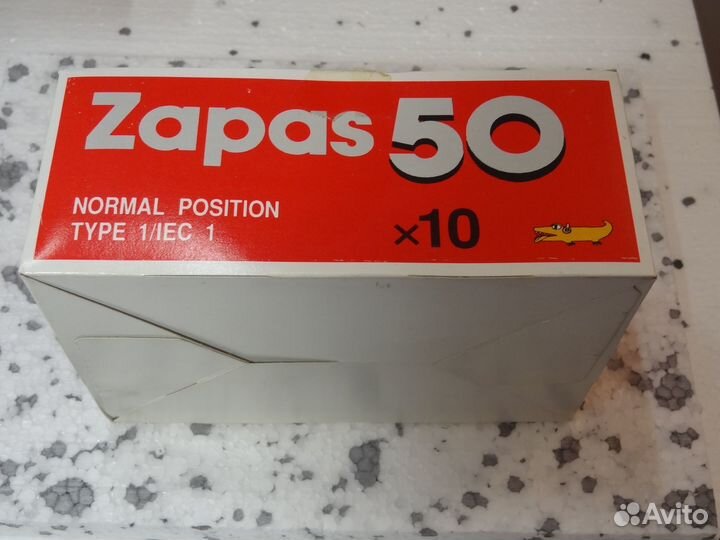 Zapas 50
NORMAL POSITION
TYPE 1/IEC 1
×10
Avito